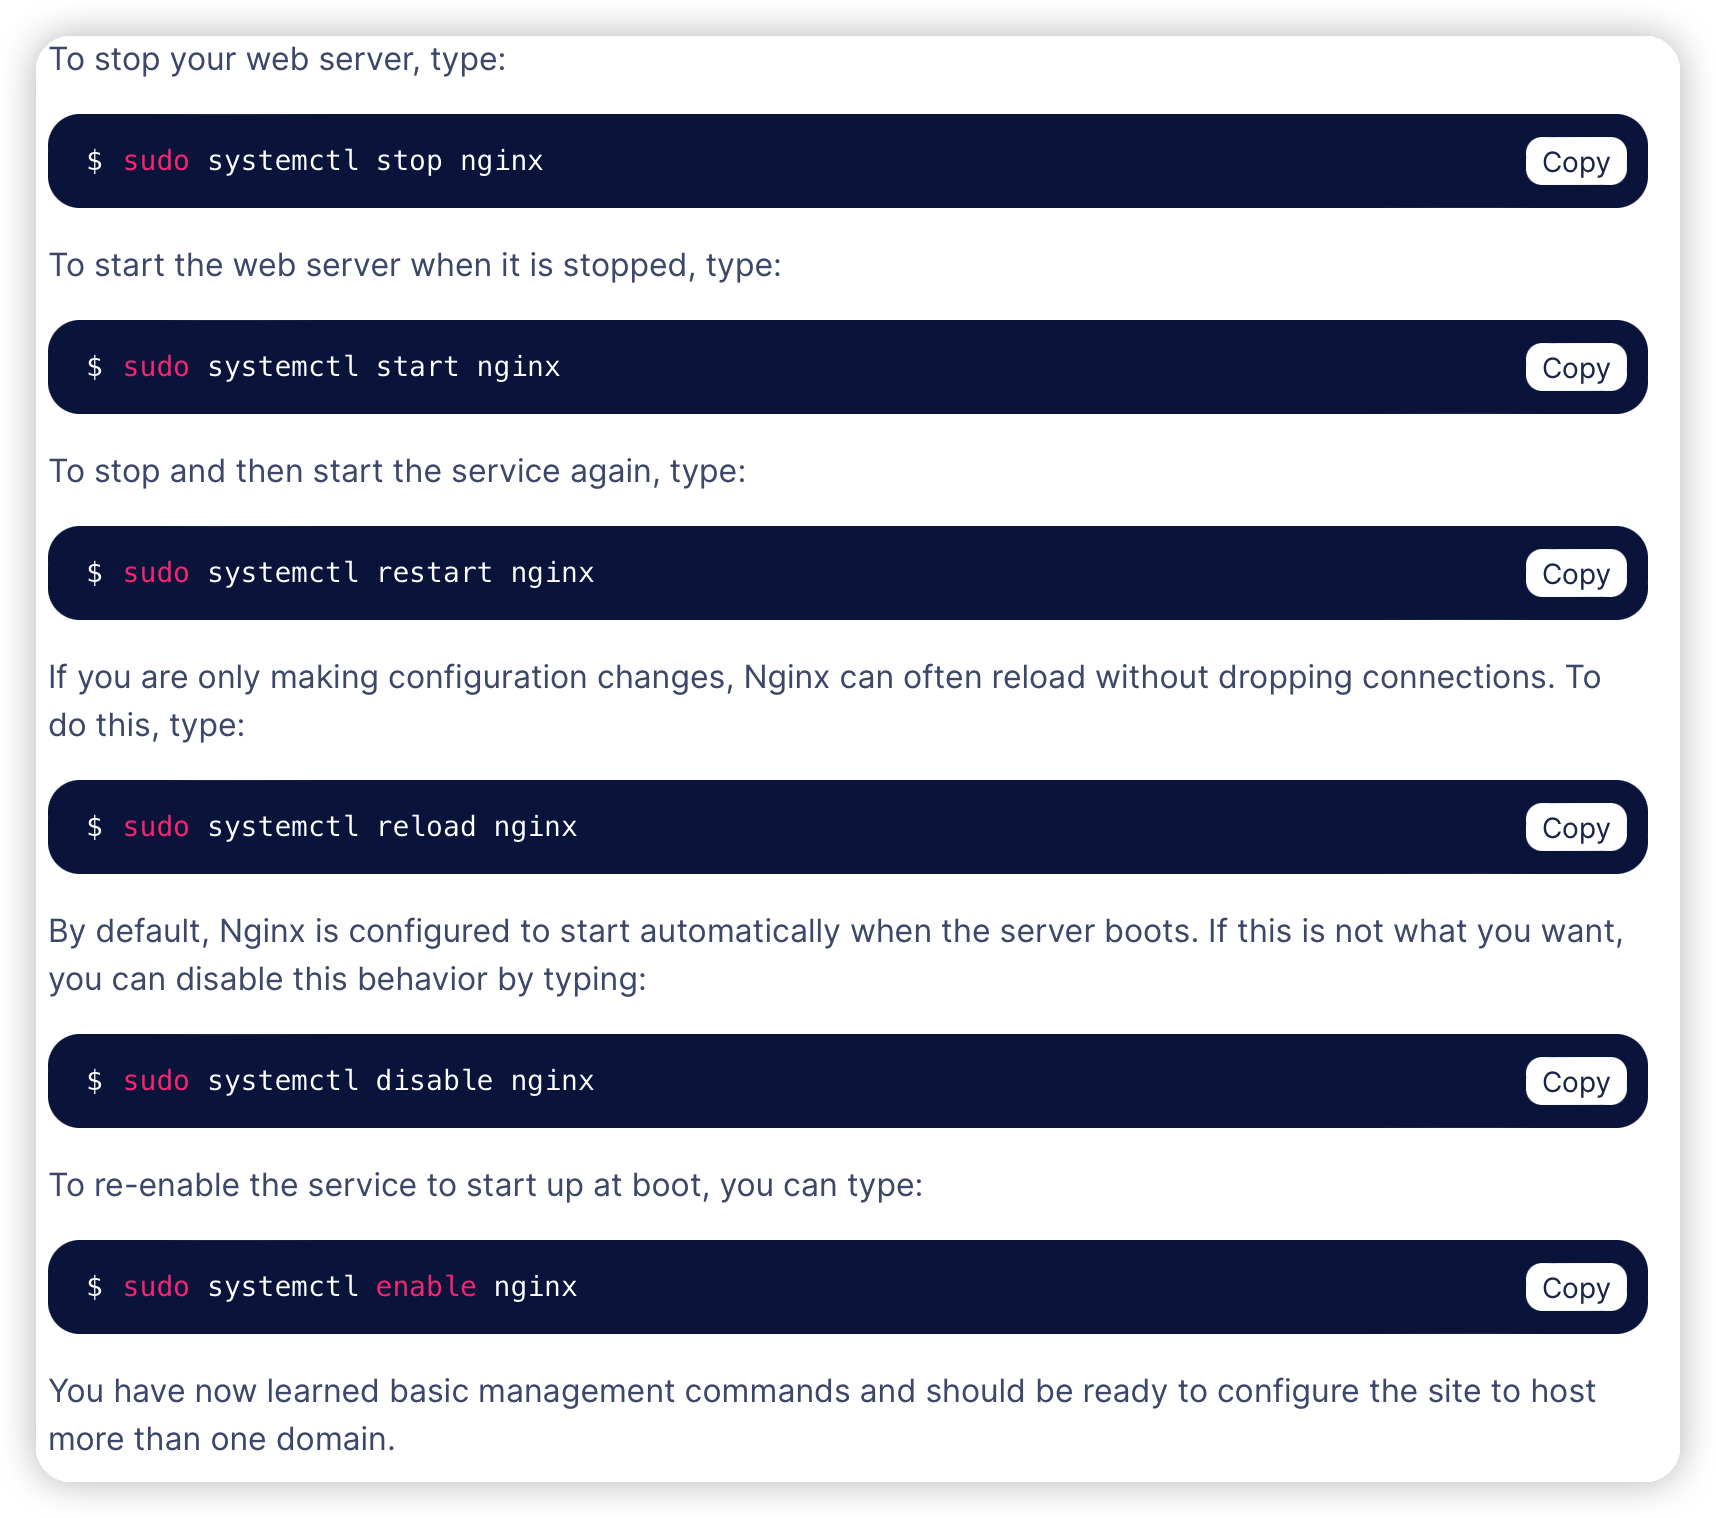 To stop your web server, type:
$ sudo systemctl stop nginx
Copy
To start the web server when it is stopped, type:
$ sudo systemctl start nginx
Copy
To stop and then start the service again, type:
$ sudo systemctl restart nginx
Copy
If you are only making configuration changes, Nginx can often reload without dropping connections. To
do this, type:
$ sudo systemctl reload nginx
Copy
By default, Nginx is configured to start automatically when the server boots. If this is not what you want,
you can disable this behavior by typing:
$ sudo systemctl disable nginx
Copy
To re-enable the service to start up at boot, you can type:
$ sudo systemctl enable nginx
Copy
You have now learned basic management commands and should be ready to configure the site to host
more than one domain.